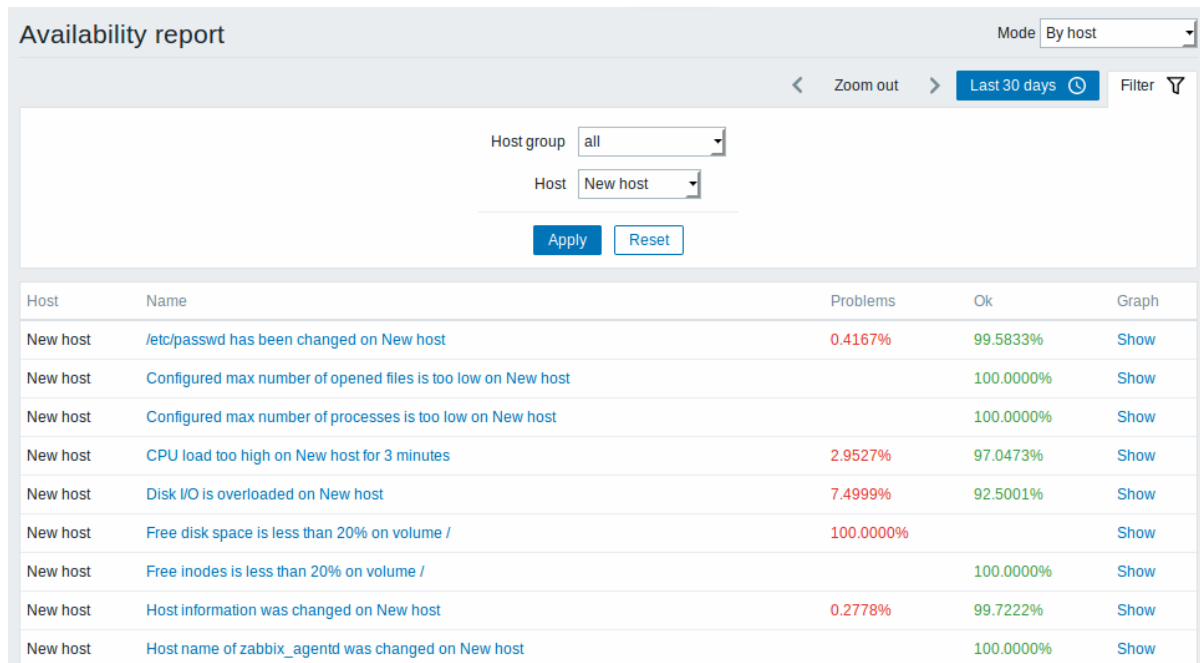 Availability report Mode By host
Zoom out Last 30 days Filter
Host group all
Host New host
Apply Reset
Host Name Problems Ok Graph
New host /etc/passwd has been changed on New host 0.4167% 99.5833% Show
New host Configured max number of opened files is too low on New host 100.0000% Show
New host Configured max number of processes is too low on New host 100.0000% Show
New host CPU load too high on New host for 3 minutes 2.9527% 97.0473% Show
New host Disk I/O is overloaded on New host 7.4999% 92.5001% Show
New host Free disk space is less than 20% on volume / 100.0000% Show
New host Free inodes is less than 20% on volume / 100.0000% Show
New host Host information was changed on New host 0.2778% 99.7222% Show
New host Host name of zabbix_agentd was changed on New host 100.0000% Show